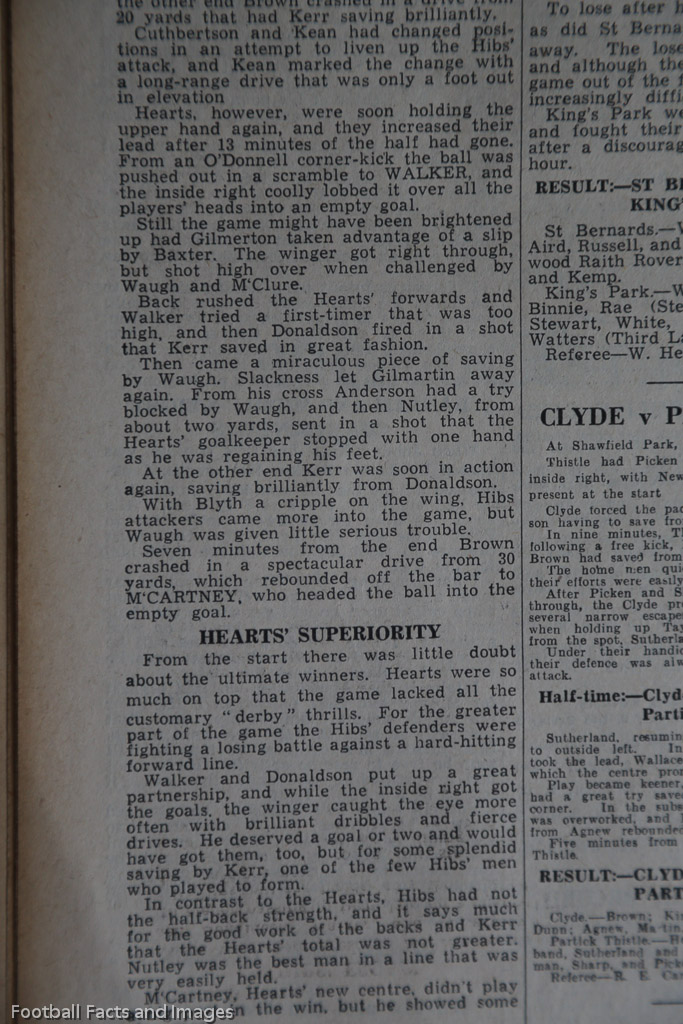 the other end Brown crashed in a drive from
20 yards that had Kerr saving brilliantly.
Cuthbertson and Kean had changed posi-
tions in an attempt to liven up the Hibs'
attack, and Kean marked the change with
a long-range drive that was only a foot out
in elevation
Hearts, however, were soon holding the
upper hand again, and they increased their
lead after 13 minutes of the half had gone.
From an O'Donnell corner-kick the ball was
pushed out in a scramble to WALKER, and
the inside right coolly lobbed it over all the
players' heads into an empty goal.
Still the game might have been brightened
up had Gilmerton taken advantage of a slip
by Baxter. The winger got right through,
but shot high over when challenged by
Waugh and M'Clure.
Back rushed the Hearts' forwards and
Walker tried a first-timer that was too
high, and then Donaldson fired in a shot
that Kerr saved in great fashion.
Then came a miraculous piece of saving
by Waugh. Slackness let Gilmartin away
again. From his cross Anderson had a try
blocked by Waugh, and then Nutley, from
about two yards, sent in a shot that the
Hearts' goalkeeper stopped with one hand
as he was regaining his feet.
At the other end Kerr was soon in action
again, saving brilliantly from Donaldson.
With Blyth a cripple on the wing, Hibs
attackers came more into the game, but
Waugh was given little serious trouble.
Seven minutes from the end Brown
crashed in a spectacular drive from 30
yards, which rebounded off the bar to
M'CARTNEY, who headed the ball into the
empty goal.
HEARTS' SUPERIORITY
From the start there was little doubt
about the ultimate winners. Hearts were so
much on top that the game lacked all the
customary "derby" thrills. For the greater
part of the game the Hibs' defenders were
fighting a losing battle against a hard-hitting
forward line.
Walker and Donaldson put up a great
partnership, and while the inside right got
the goals, the winger caught the eye more
often with brilliant dribbles and fierce
drives. He deserved a goal or two and would
have got them, too, but for some splendid
saving by Kerr, one of the few Hibs' men
who played to form.
In contrast to the Hearts, Hibs had not
the half-back strength, and it says much
for the good work of the backs and Kerr
that the Hearts' total was not greater.
Nutley was the best man in a line that was
very easily held.
M'Cartney, Hearts' new centre, didn't play
on the win, but he showed some
To lose after
as did St Berna
away. The lose
and although the
game out of the
increasingly diffi
King's Park we
and fought their
after a discourag
hour.
RESULT:—ST B
KING'
St Bernards.—
Aird, Russell, and
wood Raith Rover
and Kemp.
King's Park.—W
Binnie, Rae (Ste
Stewart, White,
Watters (Third La
Referee—W. He
CLYDE v P
At Shawfield Park,
Thistle had Picken
inside right, with New
present at the start
Clyde forced the pac
son having to save fro
In nine minutes, T
following a free kick,
Brown had saved from
The home men qui
their efforts were easily
After Picken and S
through, the Clyde pr
several narrow escape
when holding up Tay
from the spot, Sutherla
Under their handic
their defence was alw
attack.
Half-time:—Clyd
Parti
Sutherland, resumin
to outside left. In
took the lead, Wallace
which the centre pro
Play became keener,
had a great try save
corner. In the subs
was overworked, and
from Agnew rebounde
Five minutes from
Thistle.
RESULT:—CLYD
PART
Clyde.—Brown; Ki
Dunn; Agnew, Ma
Partick Thistle.—
band, Sutherland and
man, Sharp, and Pick
Referee—R. E. Ca
Football Facts and Images